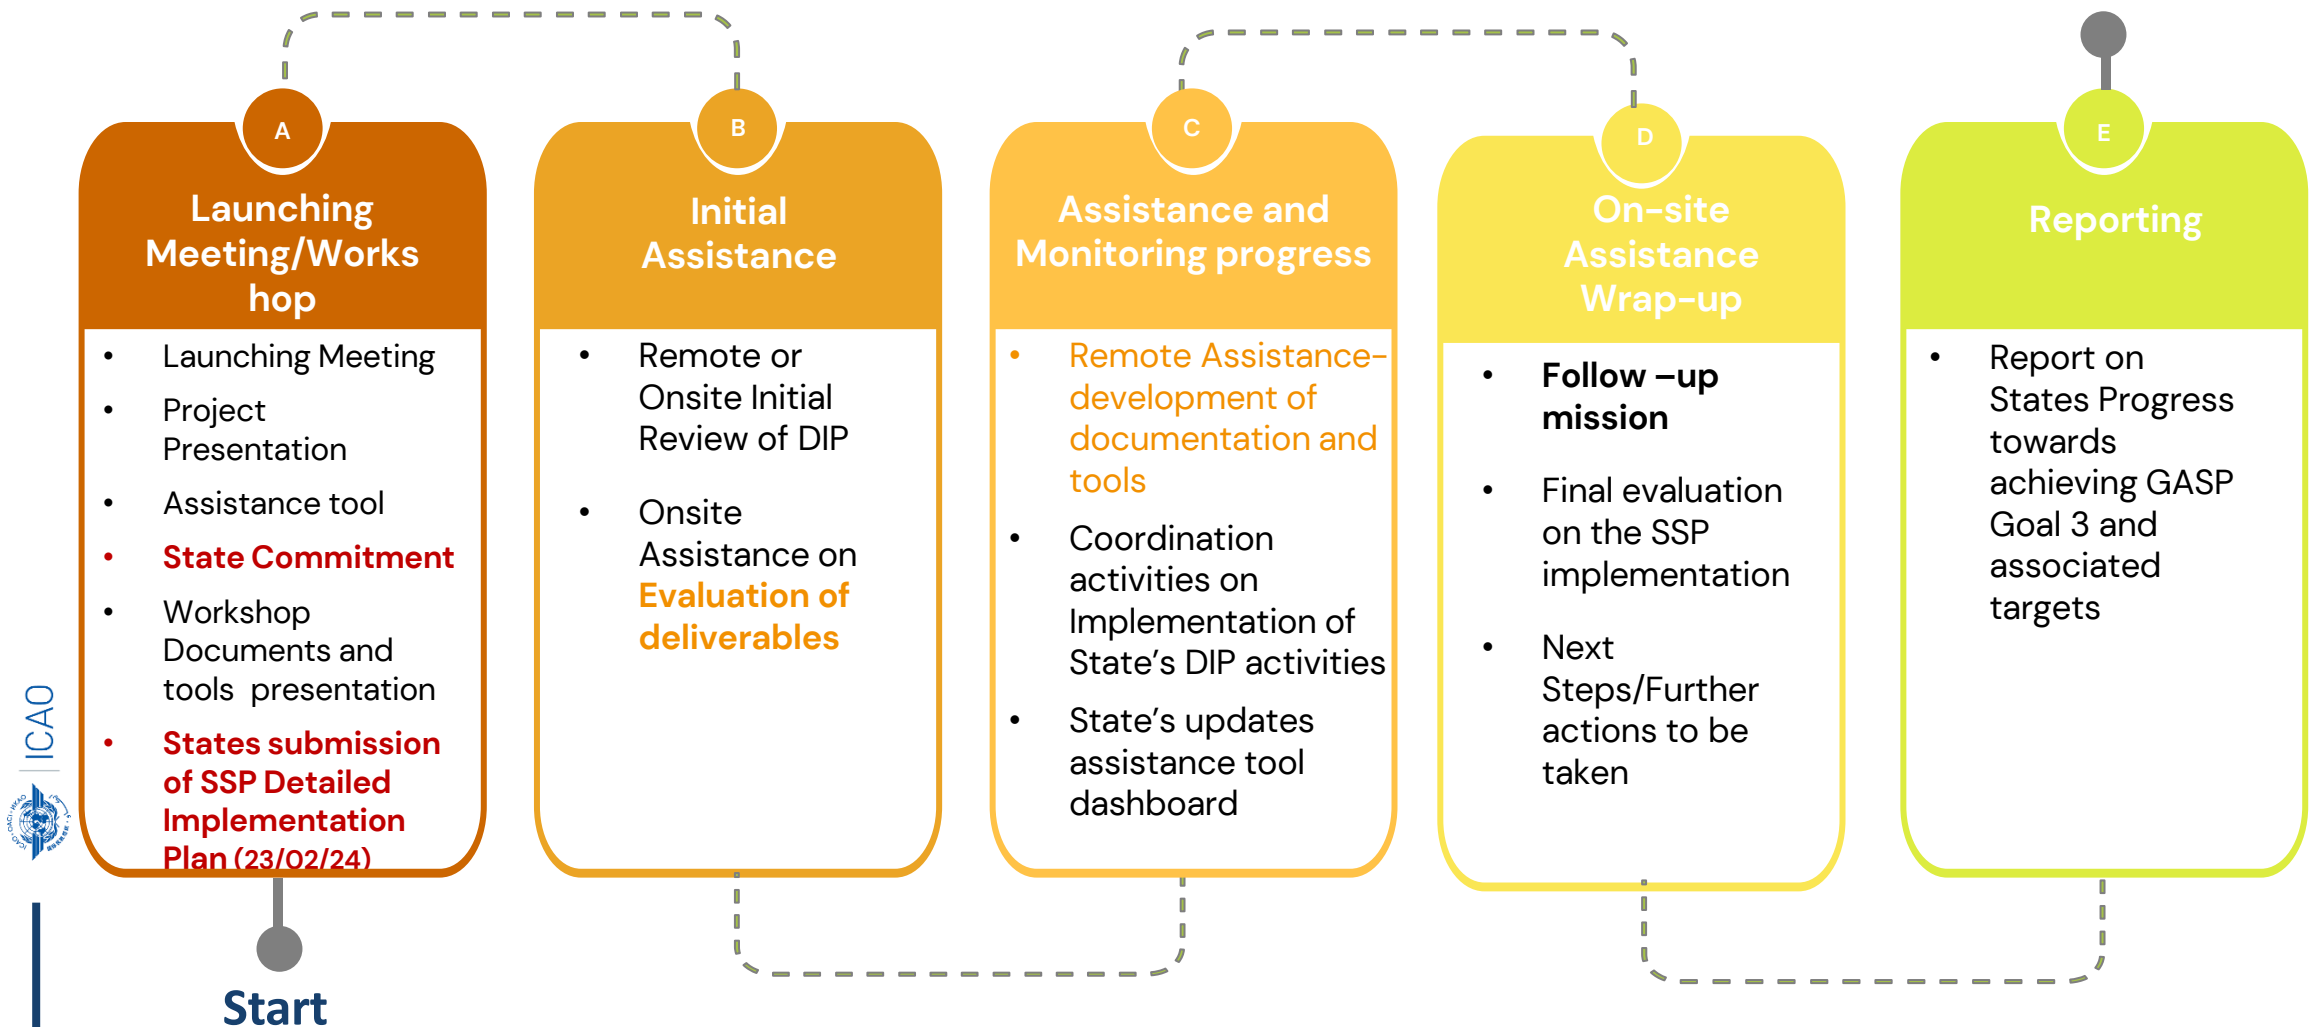 A
Launching
Meeting/Works
hop
• Launching Meeting
• Project
Presentation
• Assistance tool
• State Commitment
• Workshop
Documents and
tools presentation
• States submission
of SSP Detailed
Implementation
Plan (23/02/24)
Start
B
Initial
Assistance
• Remote or
Onsite Initial
Review of DIP
• Onsite
Assistance on
Evaluation of
deliverables
C
Assistance and
Monitoring progress
• Remote Assistance-
development of
documentation and
tools
• Coordination
activities on
Implementation of
State’s DIP activities
• State’s updates
assistance tool
dashboard
D
On-site
Assistance
Wrap-up
• Follow –up
mission
• Final evaluation
on the SSP
implementation
• Next
Steps/Further
actions to be
taken
E
Reporting
• Report on
States Progress
towards
achieving GASP
Goal 3 and
associated
targets
ICAO